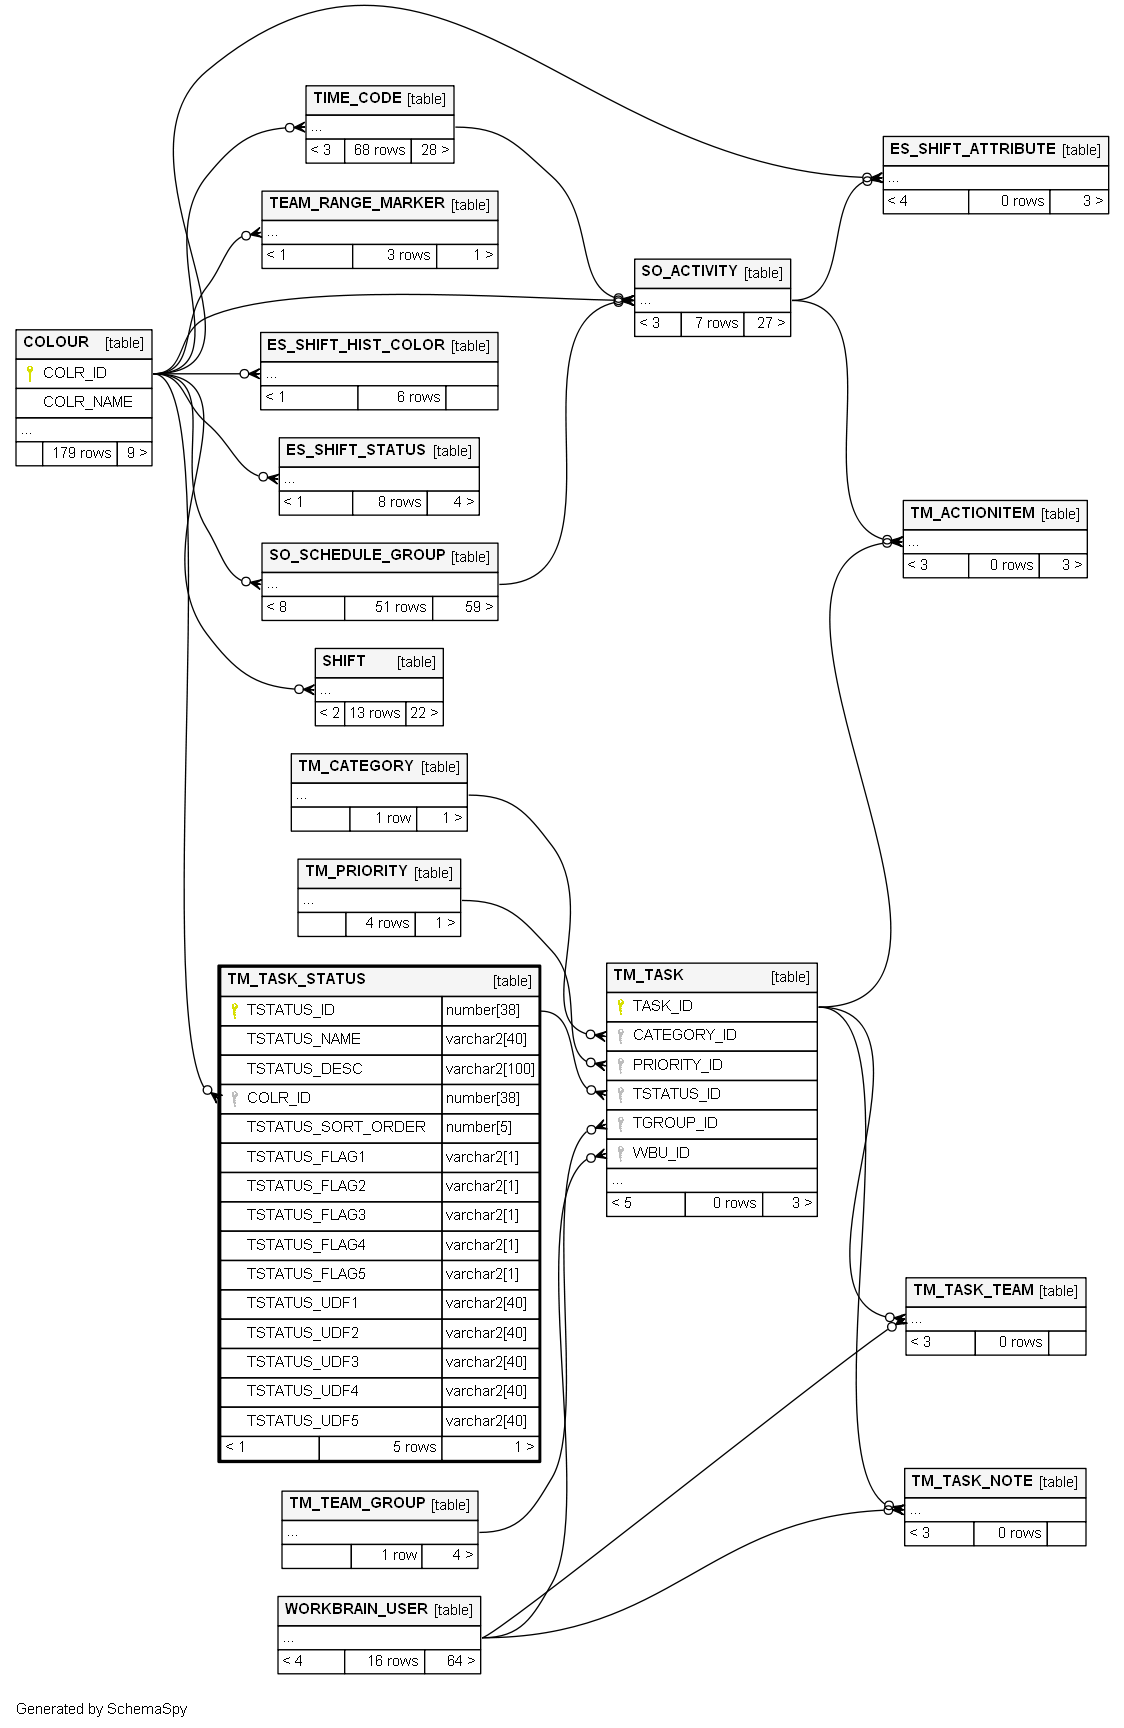 TIME_CODE [table]
...
< 3 68 rows 28 >
ES_SHIFT_ATTRIBUTE [table]
...
< 4 0 rows 3 >
TEAM_RANGE_MARKER [table]
...
< 1 3 rows 1 >
SO_ACTIVITY [table]
...
< 3 7 rows 27 >
COLOUR [table]
COLR_ID
COLR_NAME
...
179 rows 9 >
ES_SHIFT_HIST_COLOR [table]
...
< 1 6 rows
ES_SHIFT_STATUS [table]
...
< 1 8 rows 4 >
TM_ACTIONITEM [table]
...
< 3 0 rows 3 >
SO_SCHEDULE_GROUP [table]
...
< 8 51 rows 59 >
SHIFT [table]
...
< 2 13 rows 22 >
TM_CATEGORY [table]
...
1 row 1 >
TM_PRIORITY [table]
...
4 rows 1 >
TM_TASK_STATUS [table]
TSTATUS_ID number[38]
TSTATUS_NAME varchar2[40]
TSTATUS_DESC varchar2[100]
COLR_ID number[38]
TSTATUS_SORT_ORDER number[5]
TSTATUS_FLAG1 varchar2[1]
TSTATUS_FLAG2 varchar2[1]
TSTATUS_FLAG3 varchar2[1]
TSTATUS_FLAG4 varchar2[1]
TSTATUS_FLAG5 varchar2[1]
TSTATUS_UDF1 varchar2[40]
TSTATUS_UDF2 varchar2[40]
TSTATUS_UDF3 varchar2[40]
TSTATUS_UDF4 varchar2[40]
TSTATUS_UDF5 varchar2[40]
< 1 5 rows 1 >
TM_TASK [table]
TASK_ID
CATEGORY_ID
PRIORITY_ID
TSTATUS_ID
TGROUP_ID
WBU_ID
...
< 5 0 rows 3 >
TM_TASK_TEAM [table]
...
< 3 0 rows
TM_TASK_NOTE [table]
...
< 3 0 rows
TM_TEAM_GROUP [table]
...
1 row 4 >
WORKBRAIN_USER [table]
...
< 4 16 rows 64 >
Generated by SchemaSpy